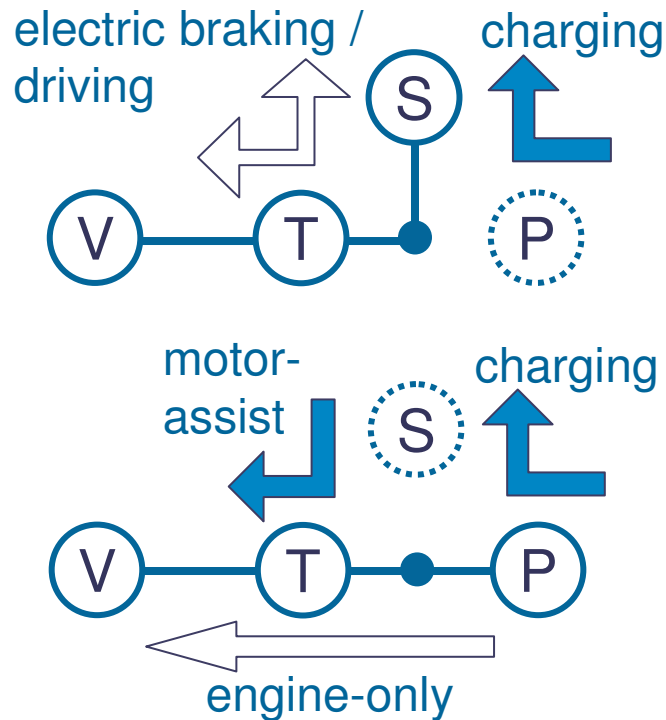 electric braking /
driving
charging
S
V
T
P
motor-
assist
charging
S
V
T
P
engine-only